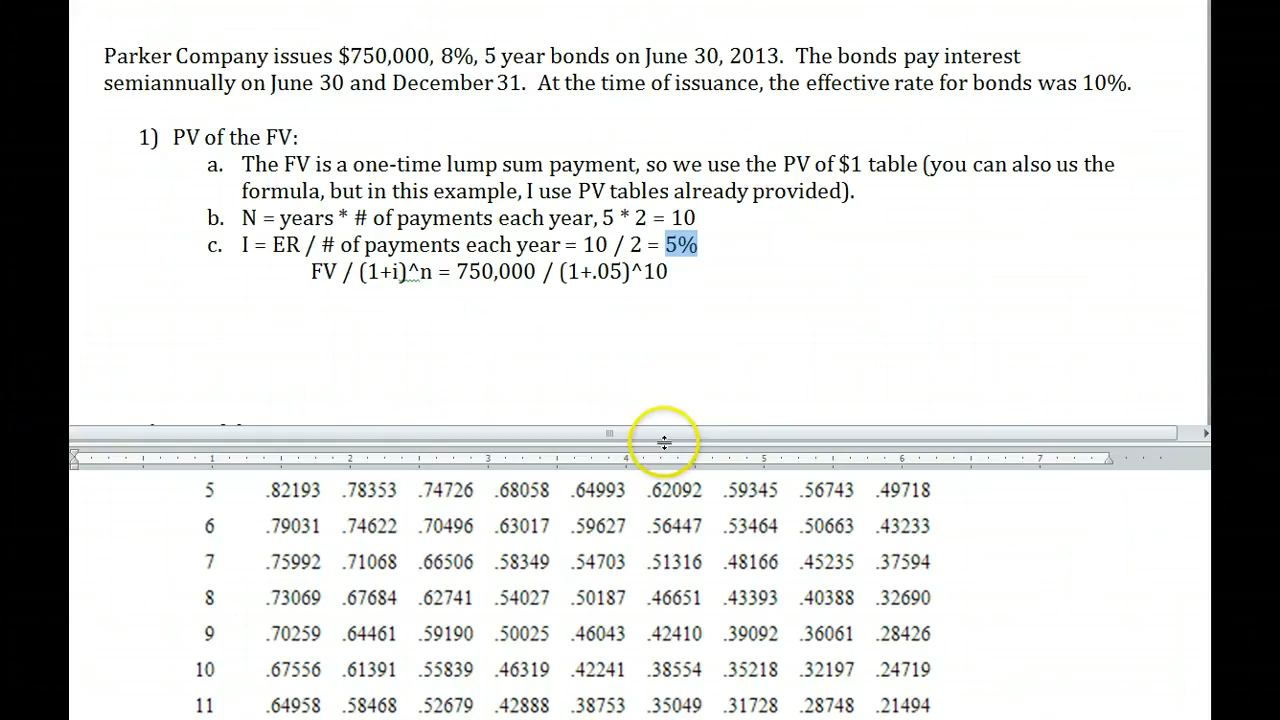 Parker Company issues $750,000, 8%, 5 year bonds on June 30, 2013.  The bonds pay interest
semiannually on June 30 and December 31.  At the time of issuance, the effective rate for bonds was 10%.
1)  PV of the FV:
a.  The FV is a one-time lump sum payment, so we use the PV of $1 table (you can also us the
formula, but in this example, I use PV tables already provided).
b.  N = years * # of payments each year, 5 * 2 = 10
c.  I = ER / # of payments each year = 10 / 2 = 5%
FV / (1+i)^n = 750,000 / (1+.05)^10
1 2 3 4 5 6 7
5 .82193 .78353 .74726 .68058 .64993 .62092 .59345 .56743 .49718
6 .79031 .74622 .70496 .63017 .59627 .56447 .53464 .50663 .43233
7 .75992 .71068 .66506 .58349 .54703 .51316 .48166 .45235 .37594
8 .73069 .67684 .62741 .54027 .50187 .46651 .43393 .40388 .32690
9 .70259 .64461 .59190 .50025 .46043 .42410 .39092 .36061 .28426
10 .67556 .61391 .55839 .46319 .42241 .38554 .35218 .32197 .24719
11 .64958 .58468 .52679 .42888 .38753 .35049 .31728 .28748 .21494